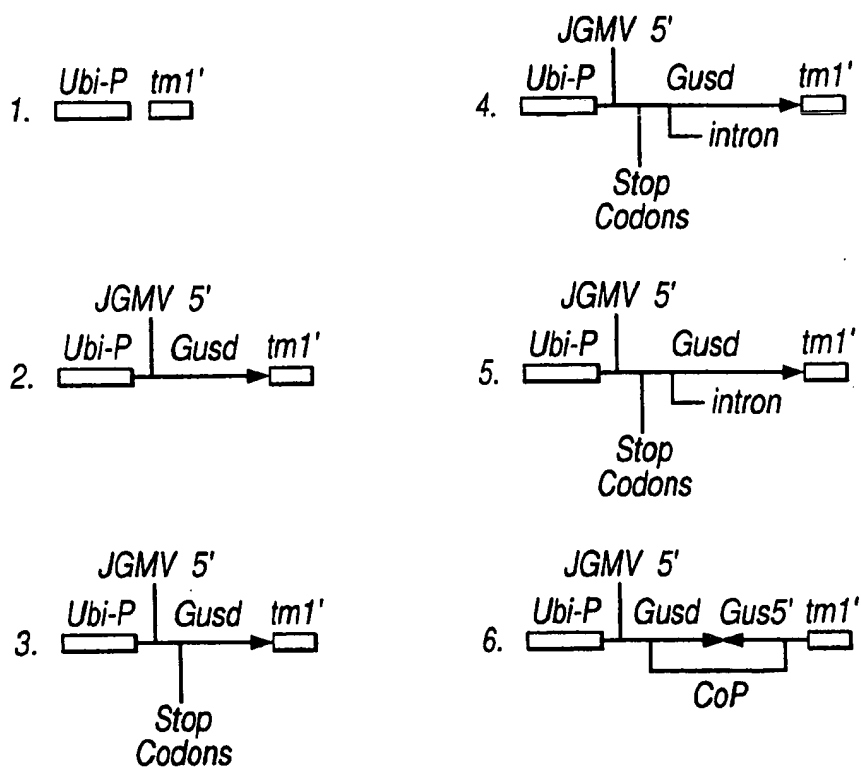 1.
Ubi-P tm1'
2.
JGMV 5'
Ubi-P Gusd tm1'
3.
JGMV 5'
Ubi-P Gusd tm1'
Stop
Codons
4.
JGMV 5'
Ubi-P Gusd tm1'
intron
Stop
Codons
5.
JGMV 5'
Ubi-P Gusd tm1'
intron
Stop
Codons
6.
JGMV 5'
Ubi-P Gusd Gus5' tm1'
CoP